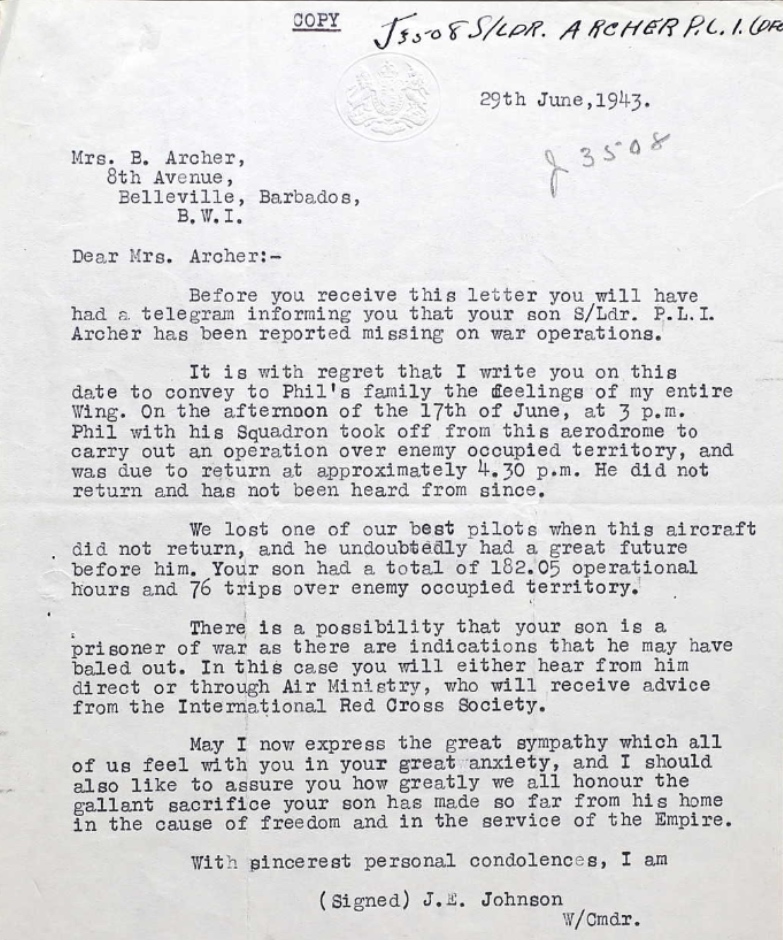 COPY
J3508 S/LDR. ARCHER P.L.I. (DFC
29th June,1943.
J 3508
Mrs. B. Archer,
8th Avenue,
Belleville, Barbados,
B.W.I.
Dear Mrs. Archer:-
Before you receive this letter you will have
had a telegram informing you that your son S/Ldr. P.L.I.
Archer has been reported missing on war operations.
It is with regret that I write you on this
date to convey to Phil's family the feelings of my entire
Wing. On the afternoon of the 17th of June, at 3 p.m.
Phil with his Squadron took off from this aerodrome to
carry out an operation over enemy occupied territory, and
was due to return at approximately 4.30 p.m. He did not
return and has not been heard from since.
We lost one of our best pilots when this aircraft
did not return, and he undoubtedly had a great future
before him. Your son had a total of 182.05 operational
hours and 76 trips over enemy occupied territory.
There is a possibility that your son is a
prisoner of war as there are indications that he may have
baled out. In this case you will either hear from him
direct or through Air Ministry, who will receive advice
from the International Red Cross Society.
May I now express the great sympathy which all
of us feel with you in your great anxiety, and I should
also like to assure you how greatly we all honour the
gallant sacrifice your son has made so far from his home
in the cause of freedom and in the service of the Empire.
With sincerest personal condolences, I am
(Signed) J.E. Johnson
W/Cmdr.